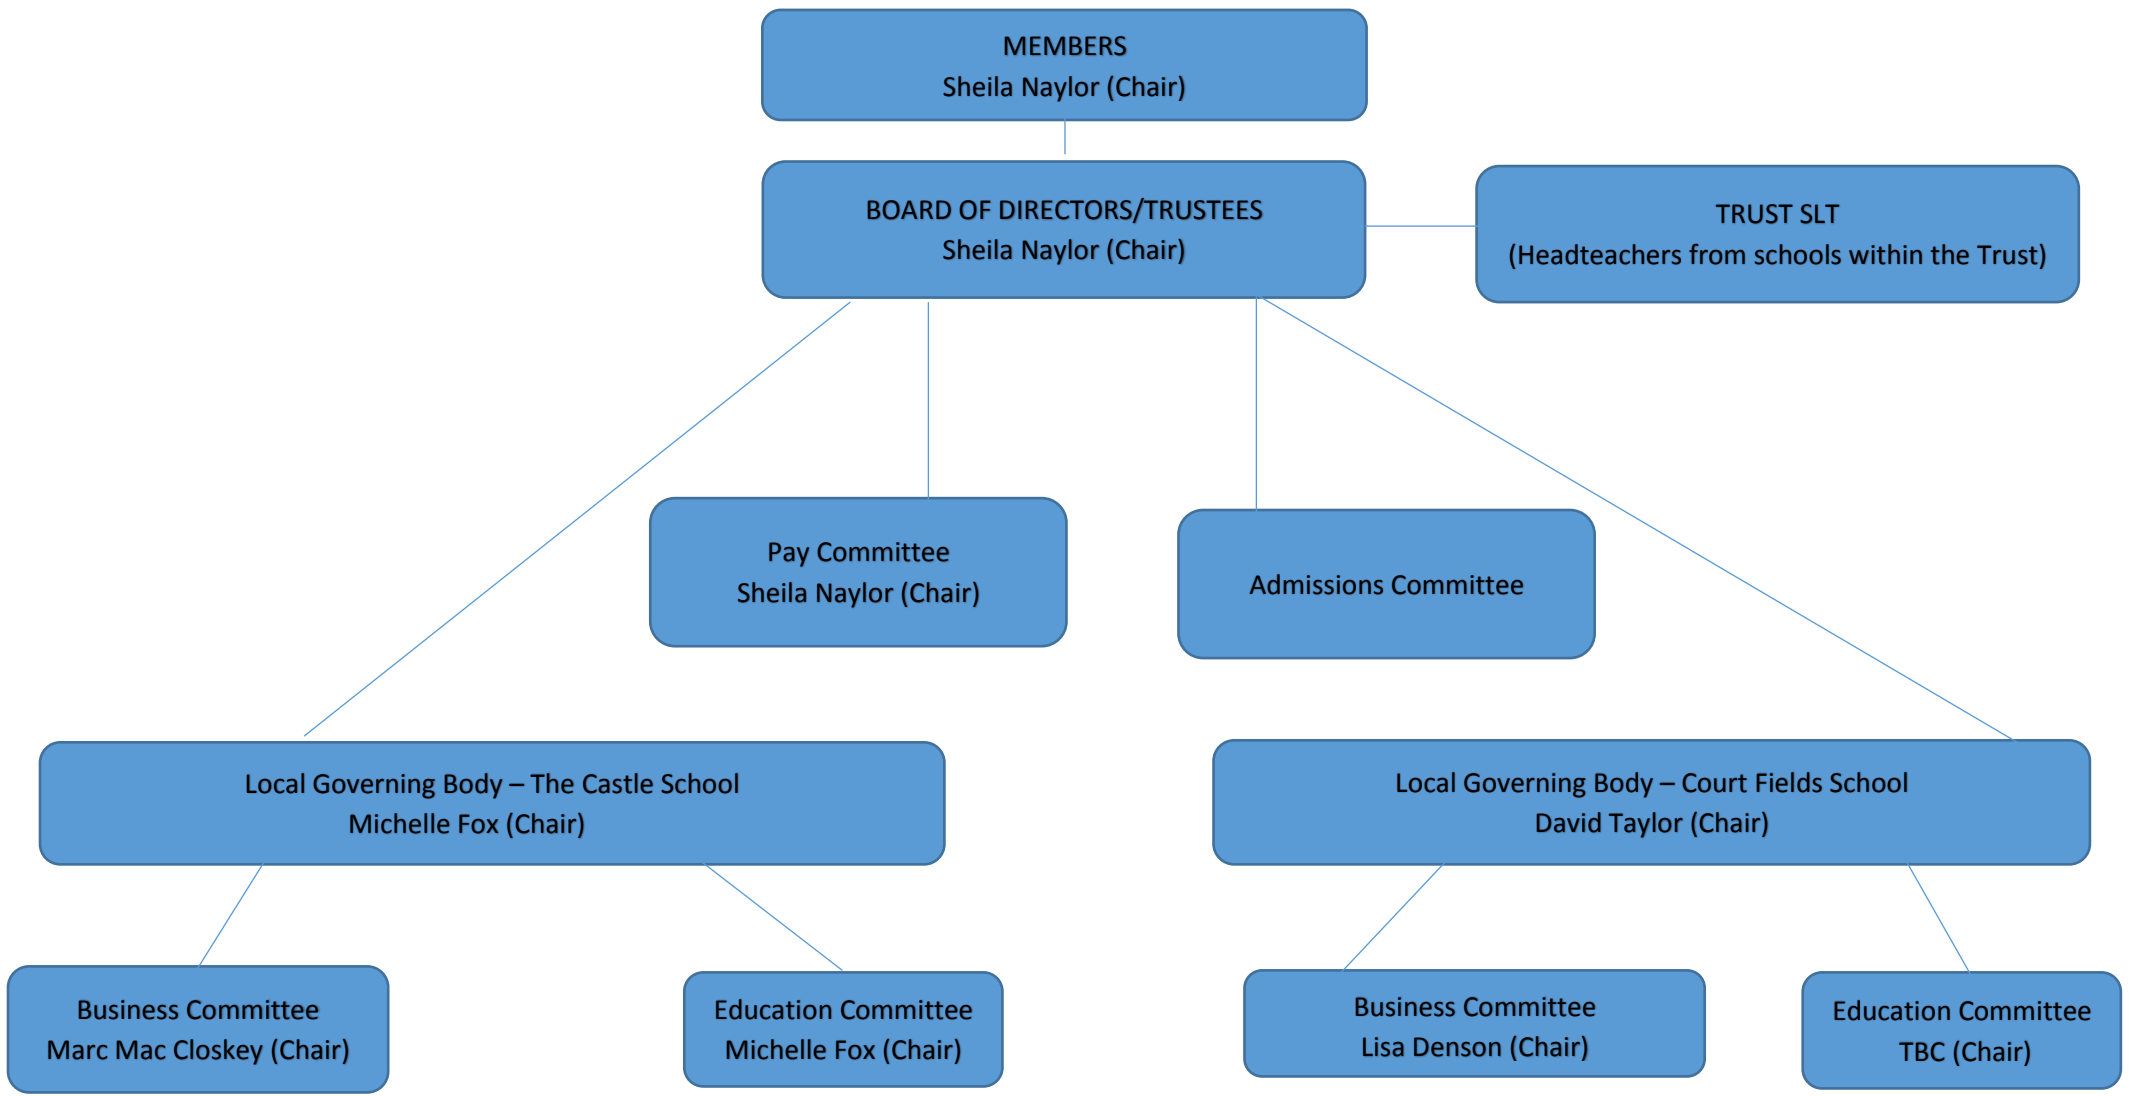 MEMBERS
Sheila Naylor (Chair)
BOARD OF DIRECTORS/TRUSTEES
Sheila Naylor (Chair)
TRUST SLT
(Headteachers from schools within the Trust)
Pay Committee
Sheila Naylor (Chair)
Admissions Committee
Local Governing Body – The Castle School
Michelle Fox (Chair)
Local Governing Body – Court Fields School
David Taylor (Chair)
Business Committee
Marc Mac Closkey (Chair)
Education Committee
Michelle Fox (Chair)
Business Committee
Lisa Denson (Chair)
Education Committee
TBC (Chair)